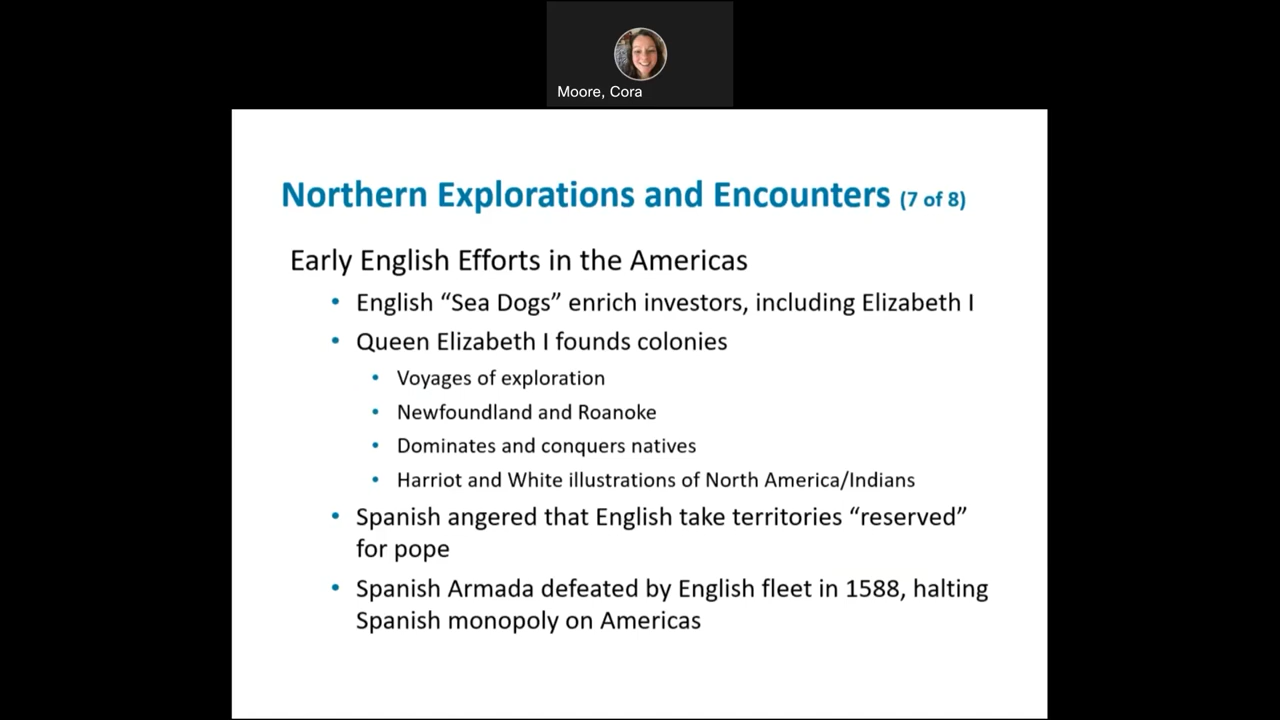 Moore, Cora
Northern Explorations and Encounters (7 of 8)
Early English Efforts in the Americas
• English “Sea Dogs” enrich investors, including Elizabeth I
• Queen Elizabeth I founds colonies
• Voyages of exploration
• Newfoundland and Roanoke
• Dominates and conquers natives
• Harriot and White illustrations of North America/Indians
• Spanish angered that English take territories “reserved”
for pope
• Spanish Armada defeated by English fleet in 1588, halting
Spanish monopoly on Americas